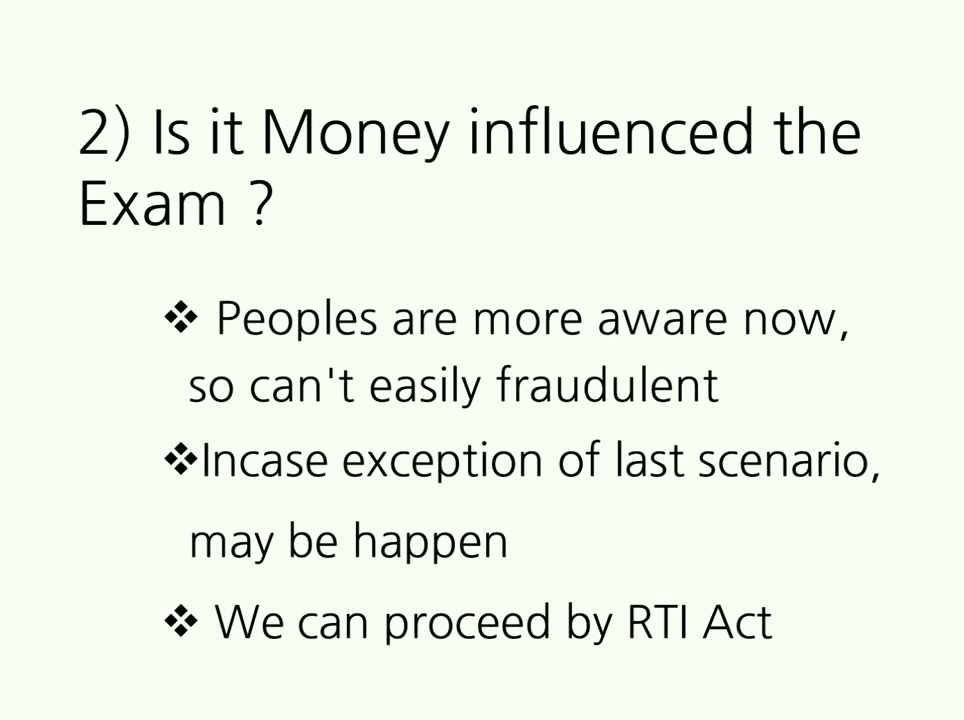 2) Is it Money influenced the
Exam ?
❖ Peoples are more aware now,
so can't easily fraudulent
❖Incase exception of last scenario,
may be happen
❖ We can proceed by RTI Act